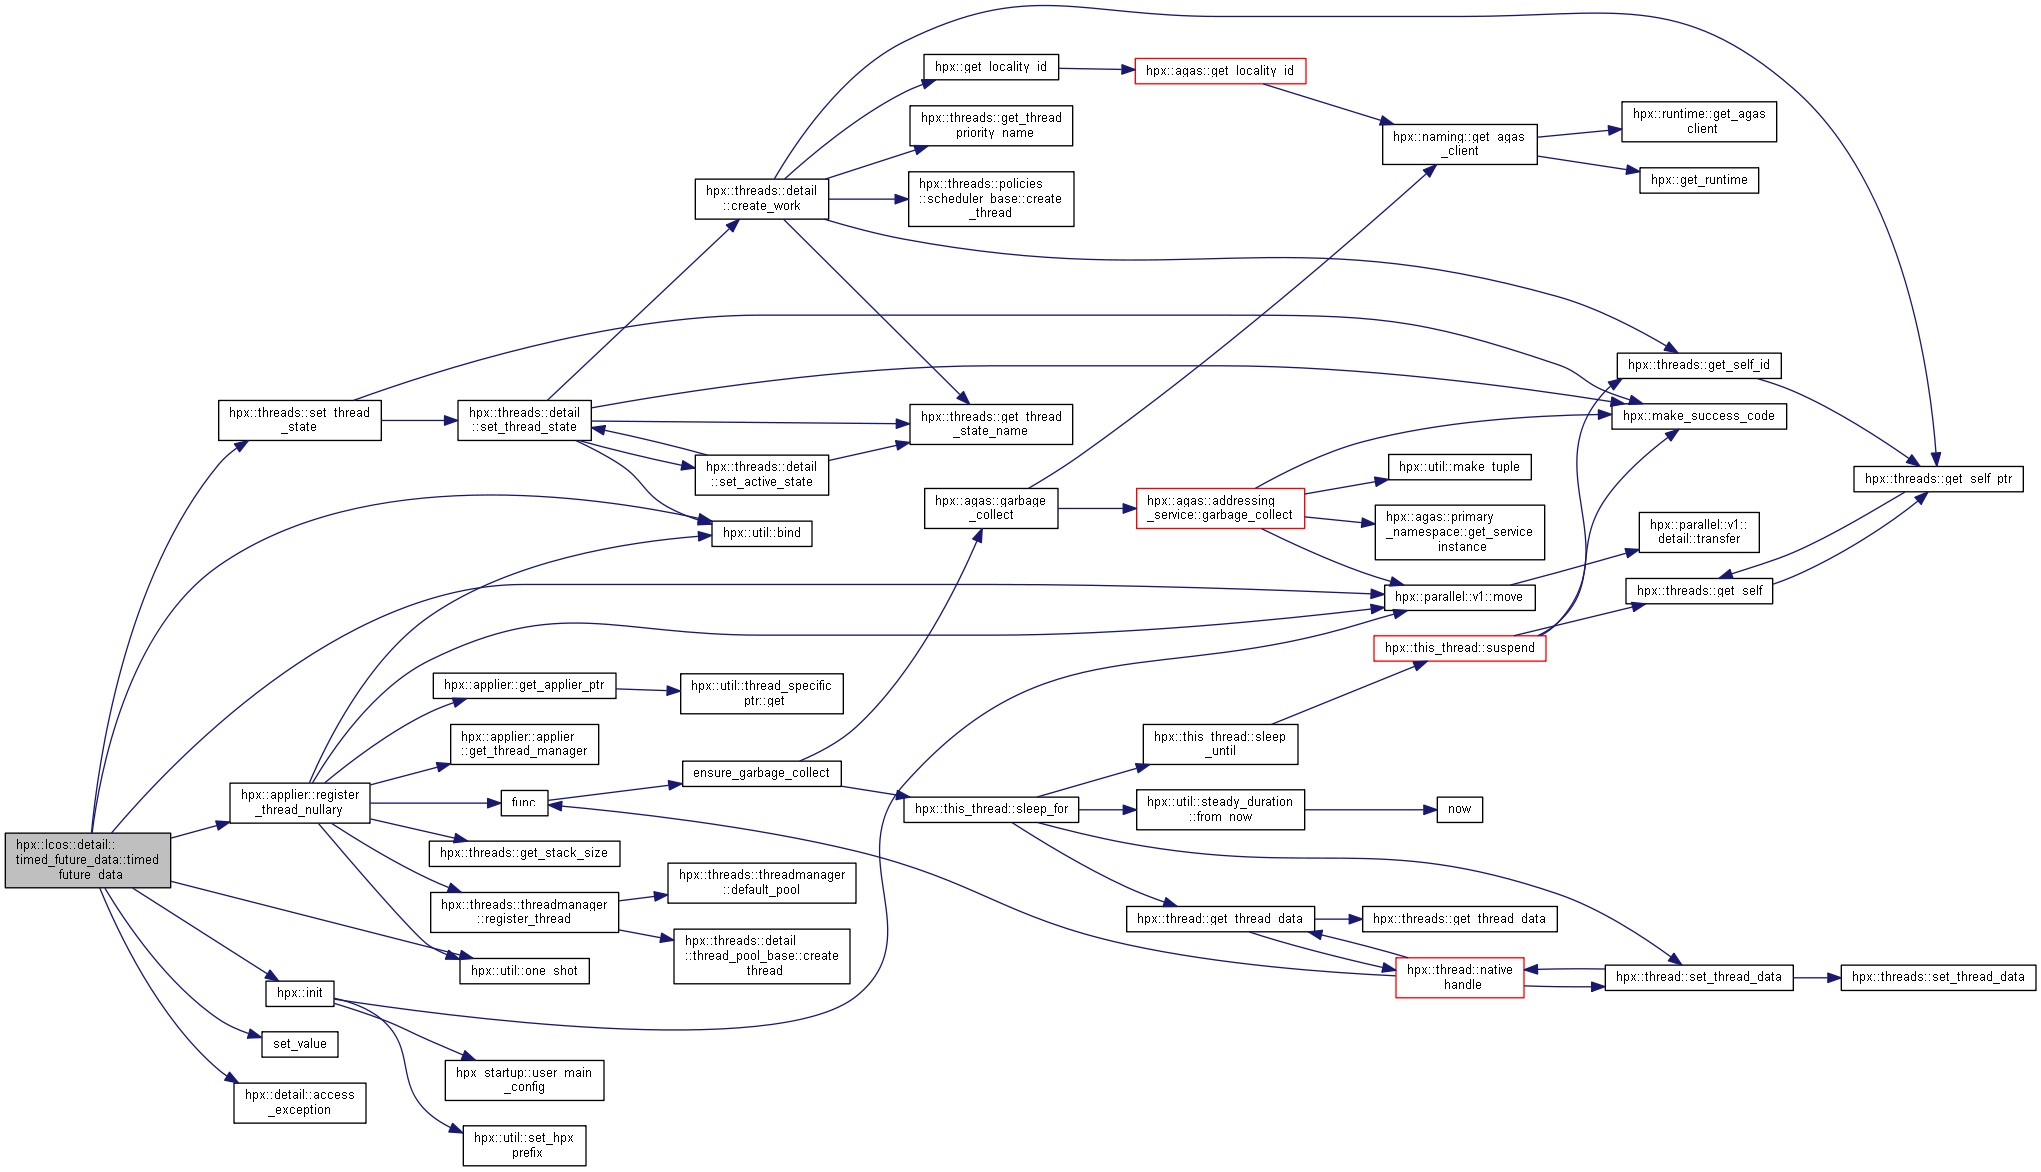 hpx::lcos::detail::
timed_future_data::timed
_future_data
hpx::threads::set_thread
_state
hpx::applier::register
_thread_nullary
hpx::init
set_value
hpx::detail::access
_exception
hpx::threads::detail
::set_thread_state
hpx::applier::get_applier_ptr
hpx::applier::applier
::get_thread_manager
func
hpx::threads::get_stack_size
hpx::threads::threadmanager
::register_thread
hpx::util::one_shot
hpx_startup::user_main
_config
hpx::util::set_hpx
_prefix
hpx::threads::detail
::create_work
hpx::threads::detail
::set_active_state
hpx::util::bind
hpx::util::thread_specific
_ptr::get
ensure_garbage_collect
hpx::threads::threadmanager
::default_pool
hpx::threads::detail
::thread_pool_base::create
_thread
hpx::get_locality_id
hpx::threads::get_thread
_priority_name
hpx::threads::policies
::scheduler_base::create
_thread
hpx::threads::get_thread
_state_name
hpx::agas::garbage
_collect
hpx::this_thread::sleep_for
hpx::agas::get_locality_id
hpx::agas::addressing
_service::garbage_collect
hpx::this_thread::sleep
_until
hpx::util::steady_duration
::from_now
hpx::thread::get_thread_data
hpx::naming::get_agas
_client
hpx::util::make_tuple
hpx::agas::primary
_namespace::get_service
_instance
hpx::parallel::v1::move
hpx::this_thread::suspend
now
hpx::threads::get_thread_data
hpx::thread::native
_handle
hpx::runtime::get_agas
_client
hpx::get_runtime
hpx::threads::get_self_id
hpx::make_success_code
hpx::parallel::v1::
detail::transfer
hpx::threads::get_self
hpx::thread::set_thread_data
hpx::threads::get_self_ptr
hpx::threads::set_thread_data